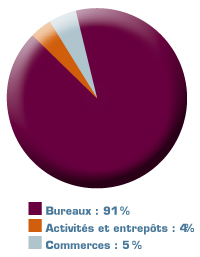 Bureaux : 91%
Activités et entrepôts : 4%
Commerces : 5%